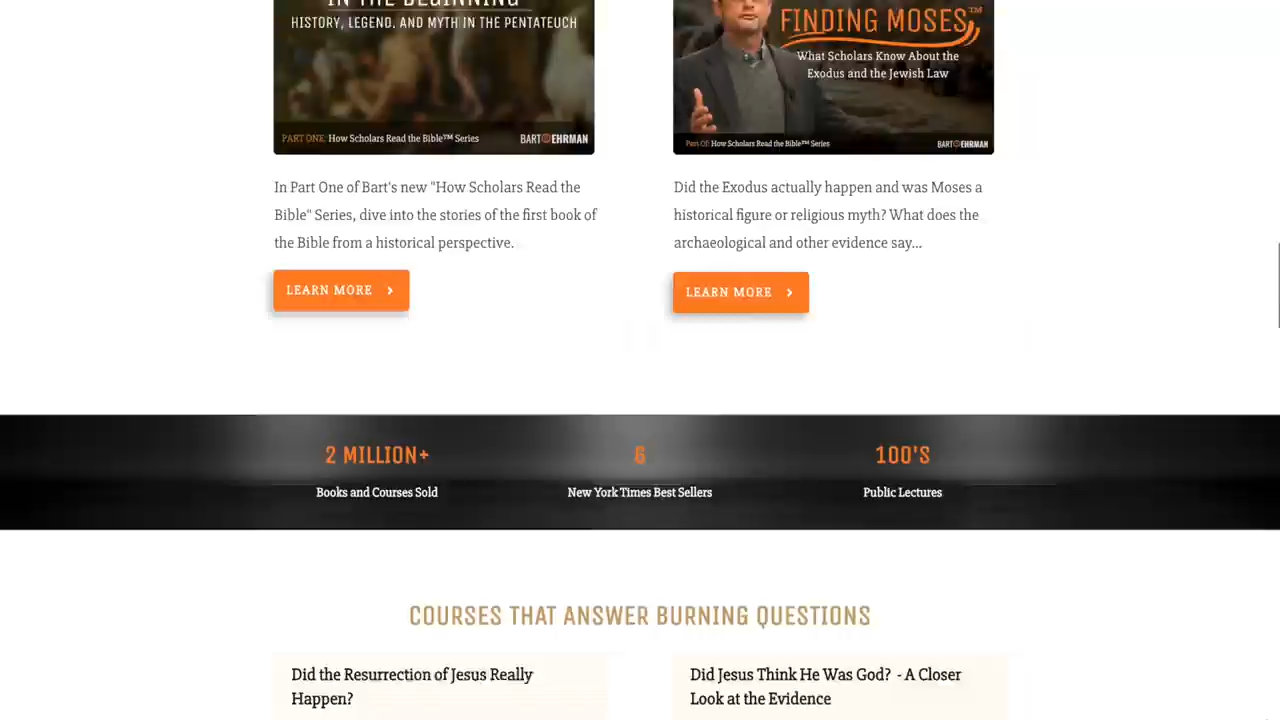 IN THE BEGINNING
HISTORY, LEGEND, AND MYTH IN THE PENTATEUCH
PART ONE: How Scholars Read the Bible™ Series
BART EHRMAN
FINDING MOSES™
What Scholars Know About the
Exodus and the Jewish Law
Part Of: How Scholars Read the Bible™ Series
BART EHRMAN
In Part One of Bart's new "How Scholars Read the
Bible" Series, dive into the stories of the first book of
the Bible from a historical perspective.
LEARN MORE
Did the Exodus actually happen and was Moses a
historical figure or religious myth? What does the
archaeological and other evidence say...
LEARN MORE
2 MILLION+
Books and Courses Sold
6
New York Times Best Sellers
100'S
Public Lectures
COURSES THAT ANSWER BURNING QUESTIONS
Did the Resurrection of Jesus Really
Happen?
Did Jesus Think He Was God? - A Closer
Look at the Evidence